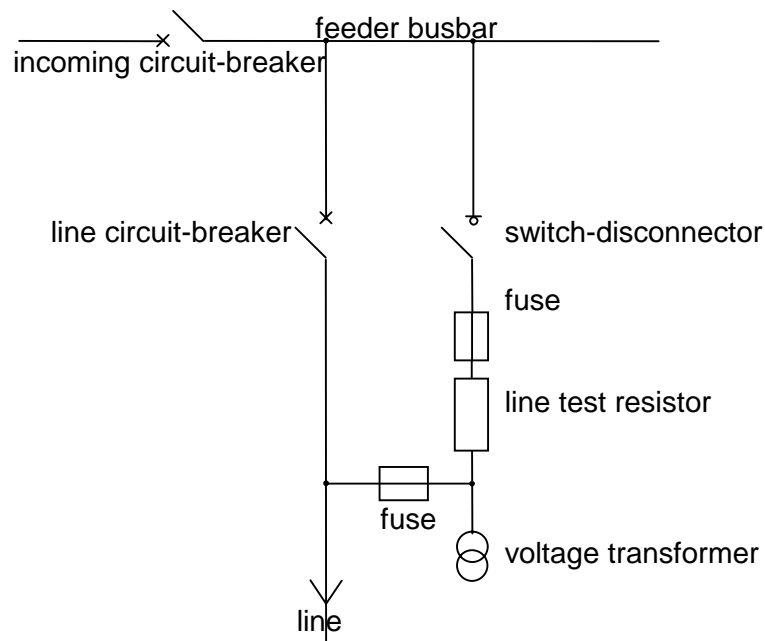 feeder busbar
incoming circuit-breaker
line circuit-breaker
switch-disconnector
fuse
line test resistor
fuse
voltage transformer
line